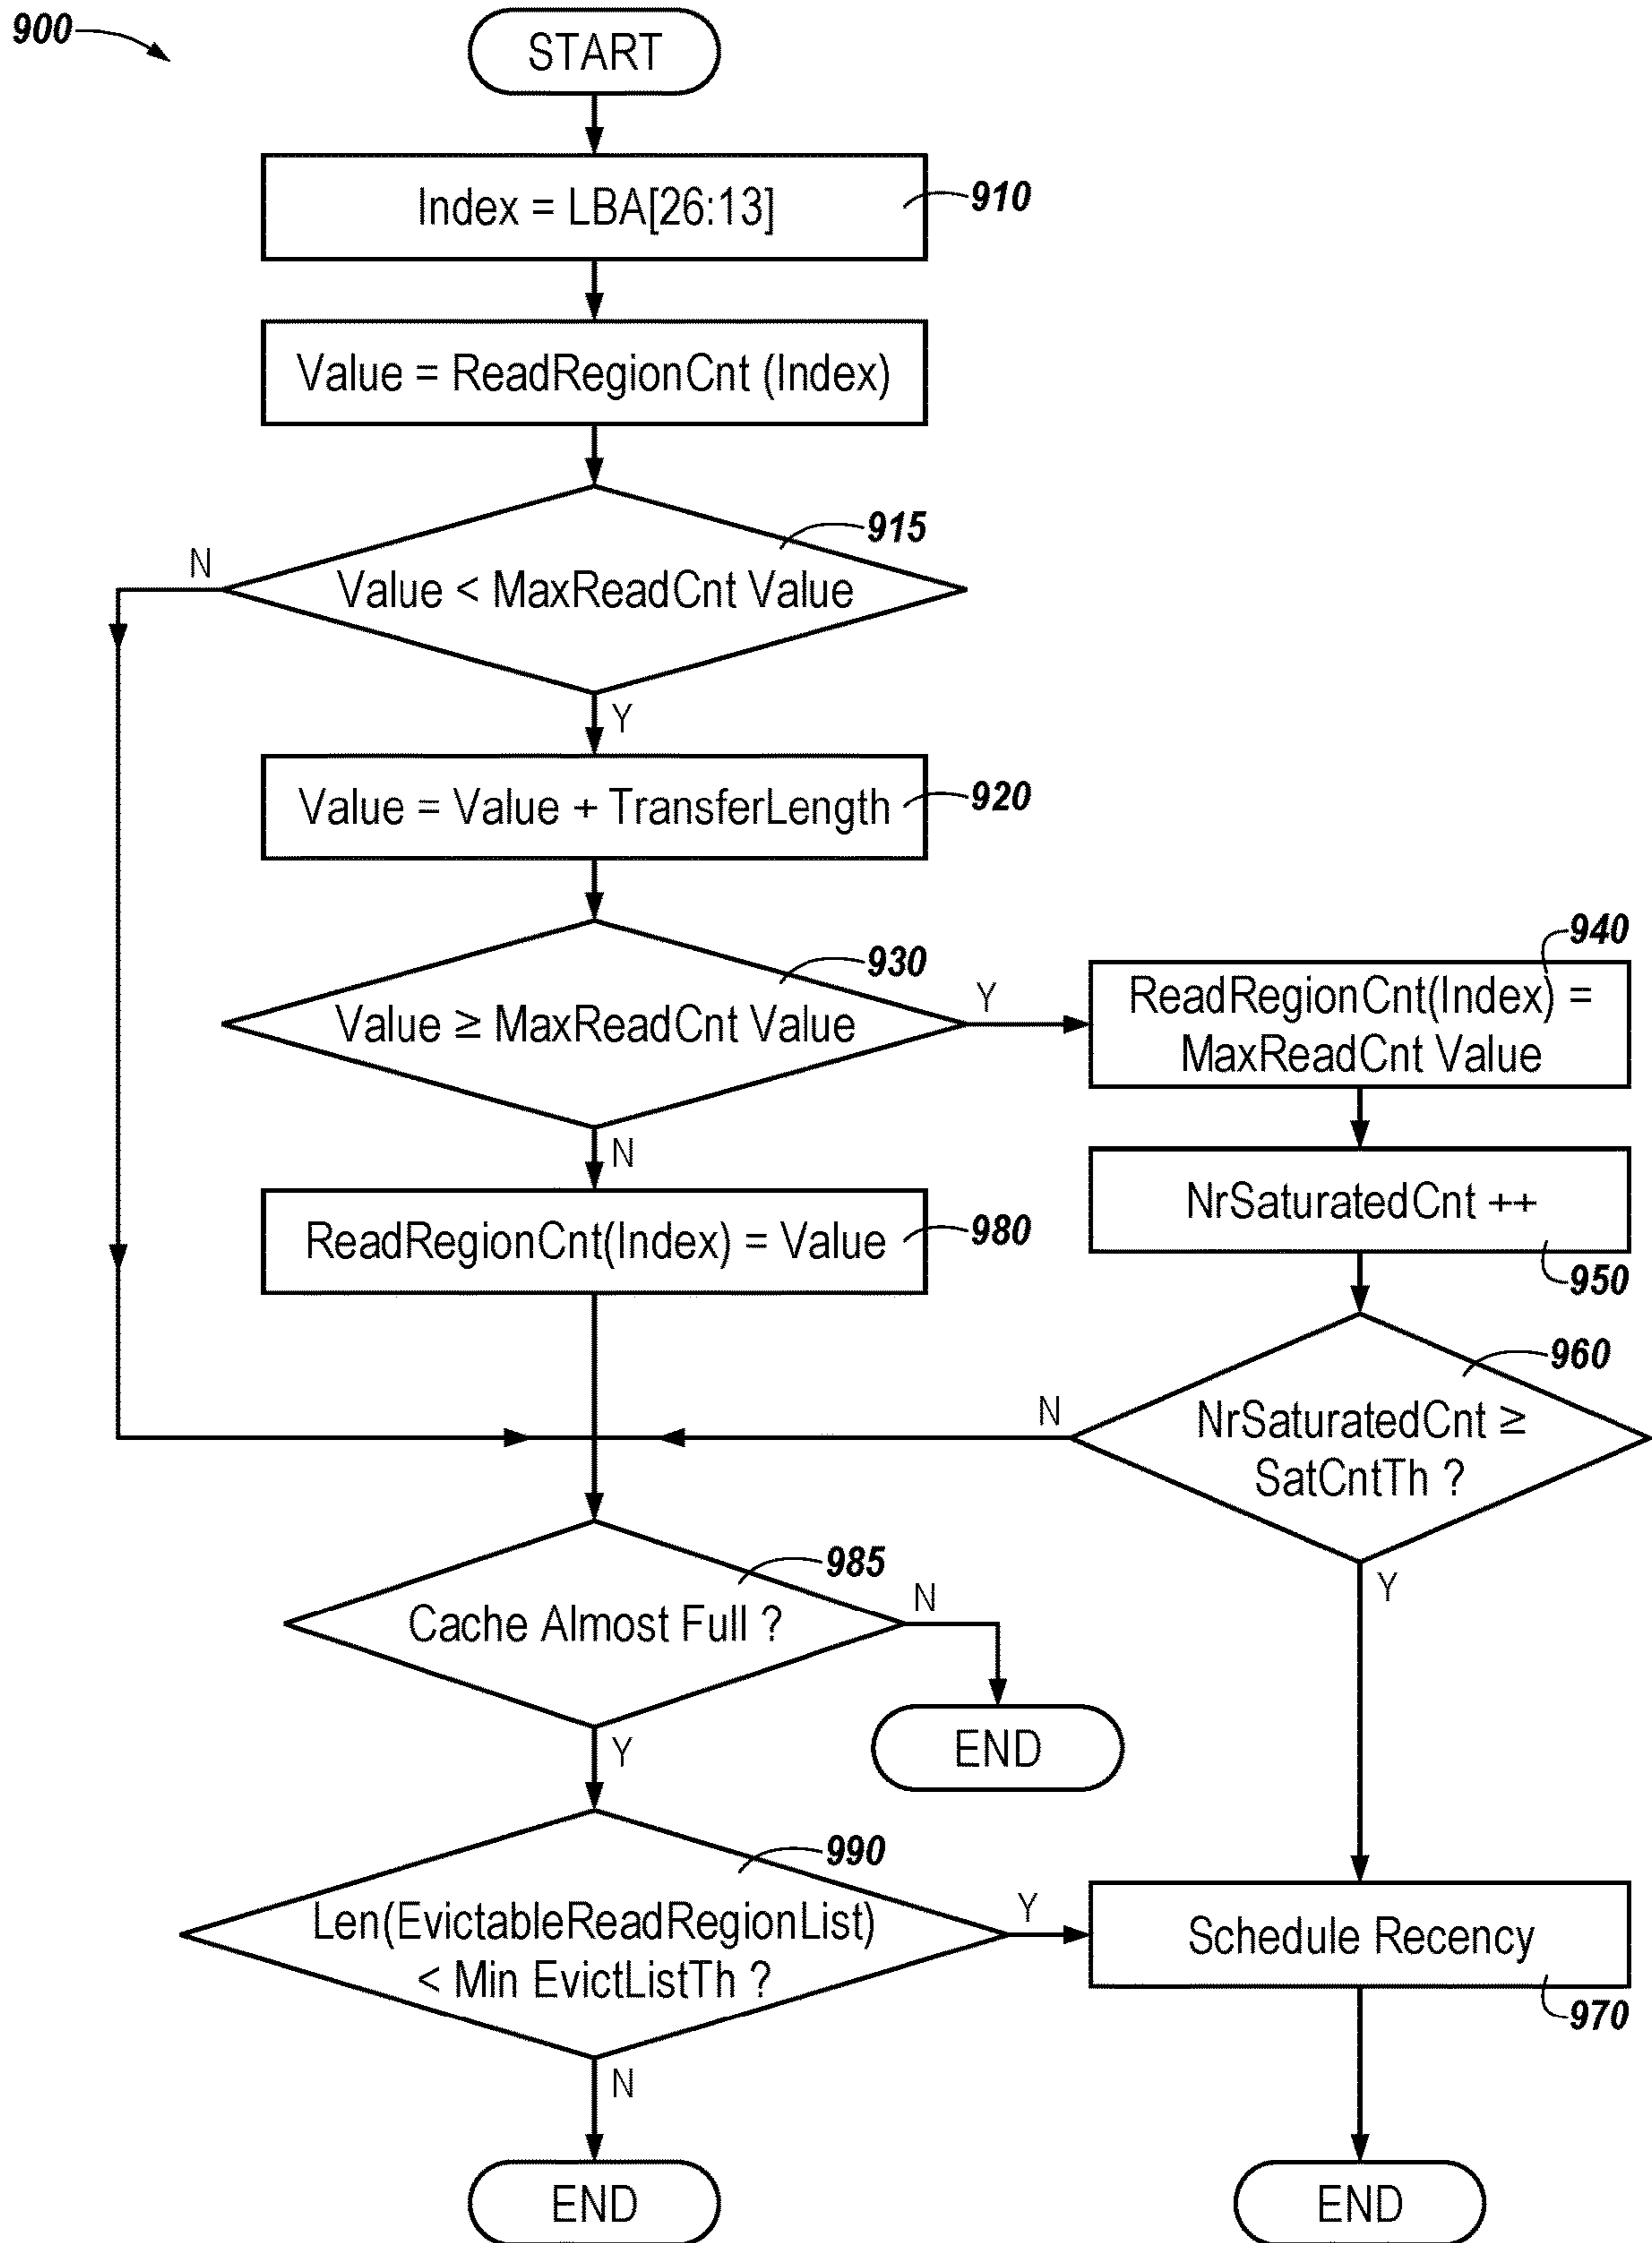 900
START
Index = LBA[26:13]
910
Value = ReadRegionCnt (Index)
915
N
Value < MaxReadCnt Value
Y
Value = Value + TransferLength
920
930
Value ≥ MaxReadCnt Value
Y
940
ReadRegionCnt(Index) =
MaxReadCnt Value
N
ReadRegionCnt(Index) = Value
980
NrSaturatedCnt ++
950
960
N
NrSaturatedCnt ≥
SatCntTh ?
Y
985
Cache Almost Full ?
N
END
Y
990
Len(EvictableReadRegionList)
< Min EvictListTh ?
Y
Schedule Recency
970
N
END
END